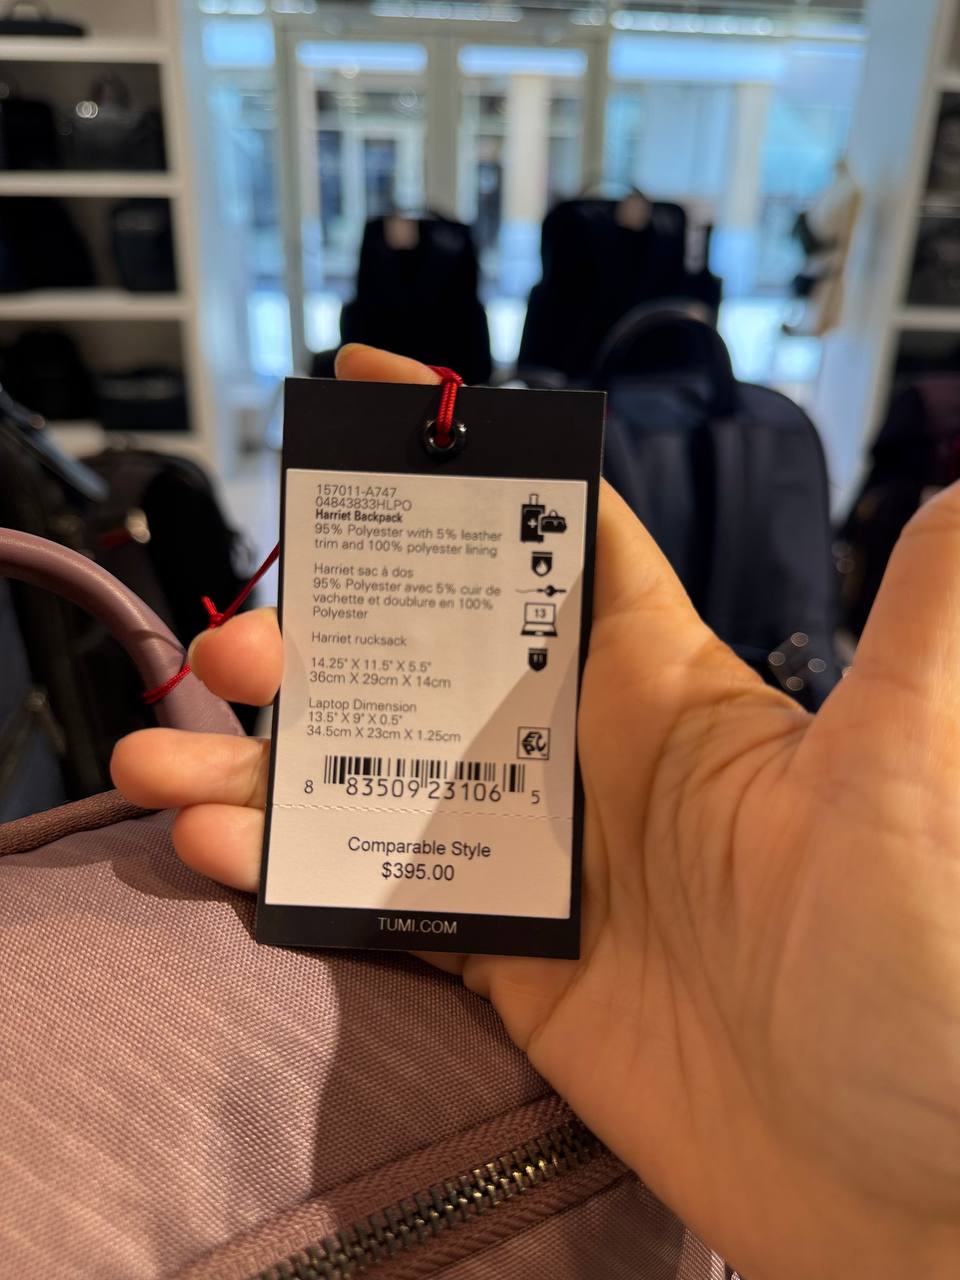 157011-A747
04843833HLPO
Harriet Backpack
95% Polyester with 5% leather
trim and 100% polyester lining
Harriet sac à dos
95% Polyester avec 5% cuir de
vachette et doublure en 100%
Polyester
Harriet rucksack
14.25" X 11.5" X 5.5"
36cm X 29cm X 14cm
Laptop Dimension
13.5" X 9" X 0.5"
34.5cm X 23cm X 1.25cm
13
8 83509 23106 5
Comparable Style
$395.00
TUMI.COM